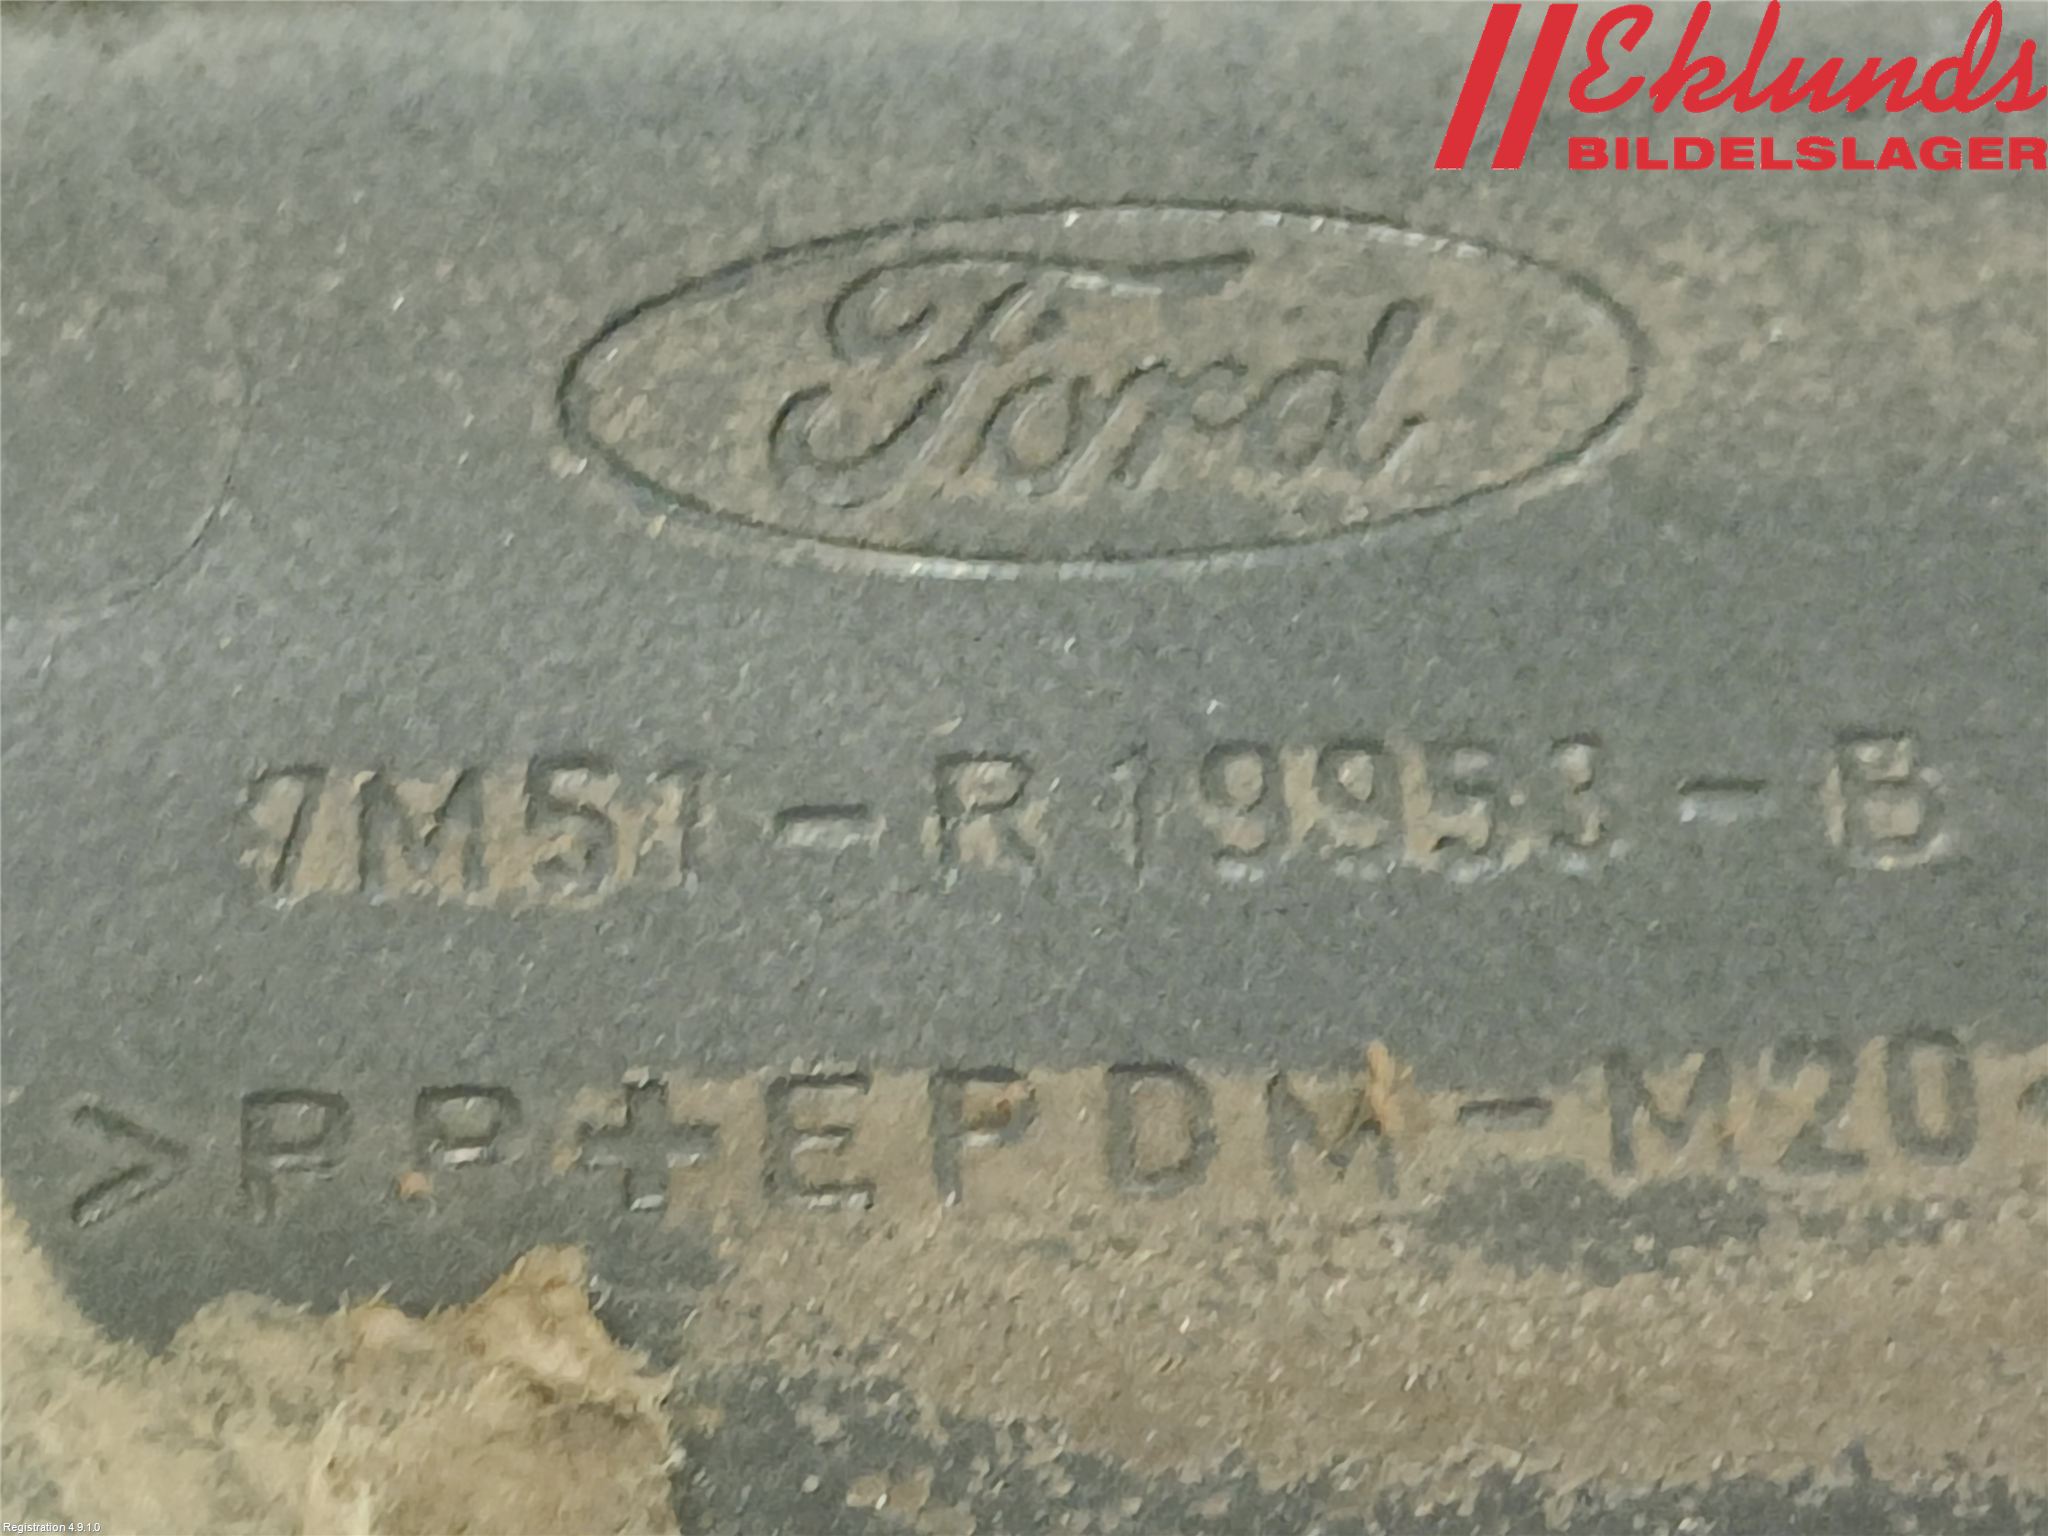 Eklunds
BILDELSLAGER
Ford
7M51-R19953-B
>PP+EPDM-M20<
Registration 4.9.1.0